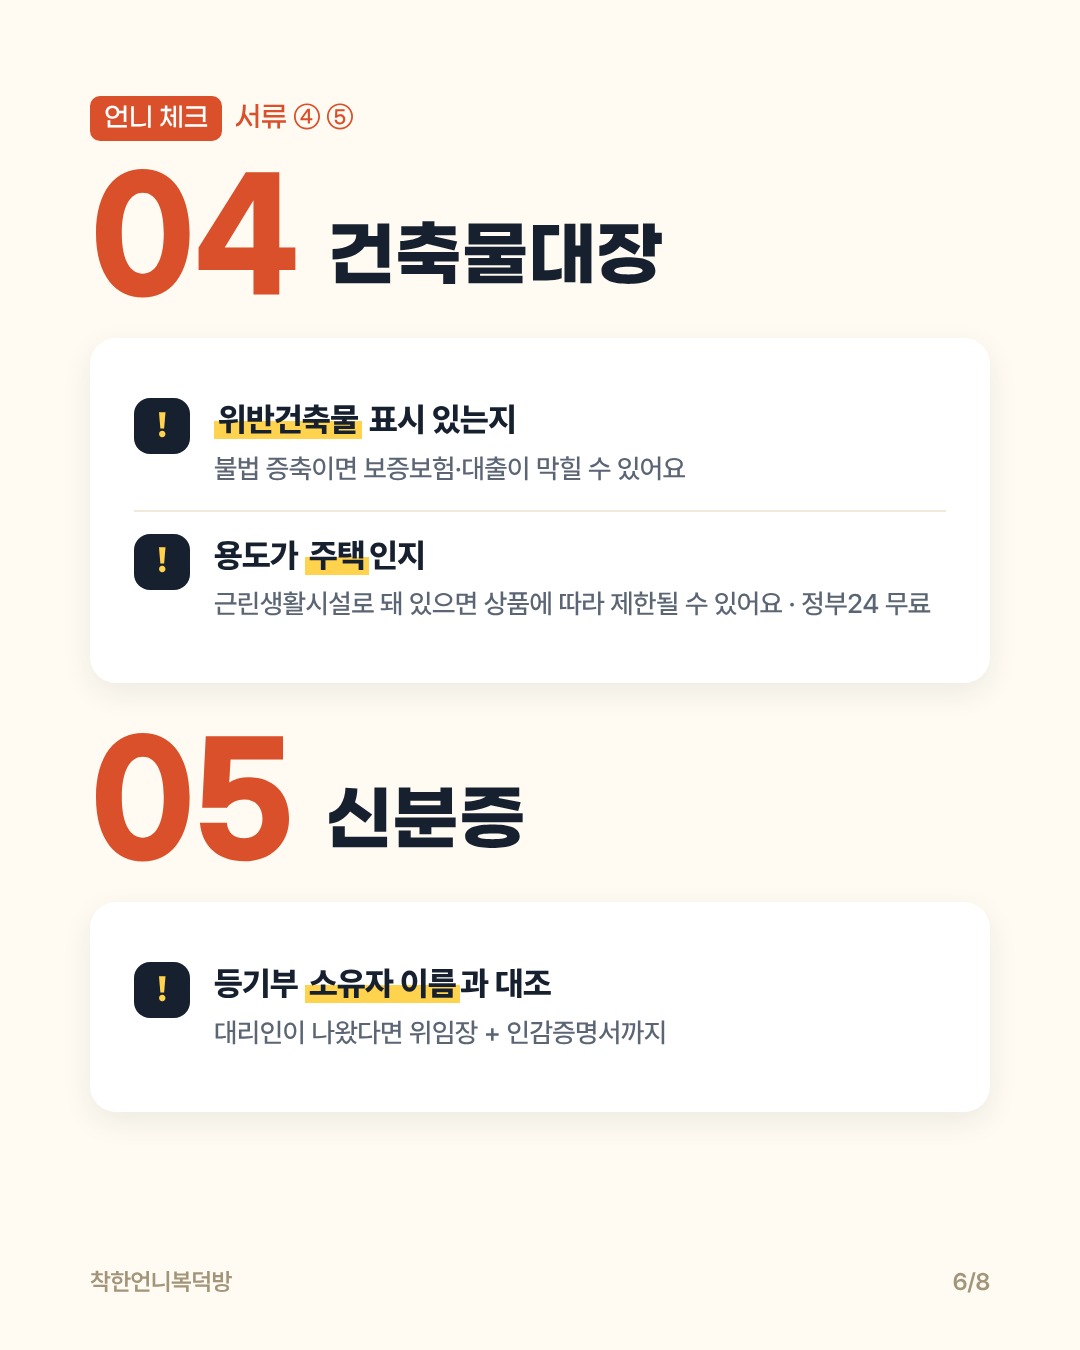 언니 체크 서류 ④ ⑤
04 건축물대장
! 위반건축물 표시 있는지
불법 증축이면 보증보험·대출이 막힐 수 있어요
! 용도가 주택인지
근린생활시설로 돼 있으면 상품에 따라 제한될 수 있어요 · 정부24 무료
05 신분증
! 등기부 소유자 이름과 대조
대리인이 나왔다면 위임장 + 인감증명서까지
착한언니복덕방 6/8